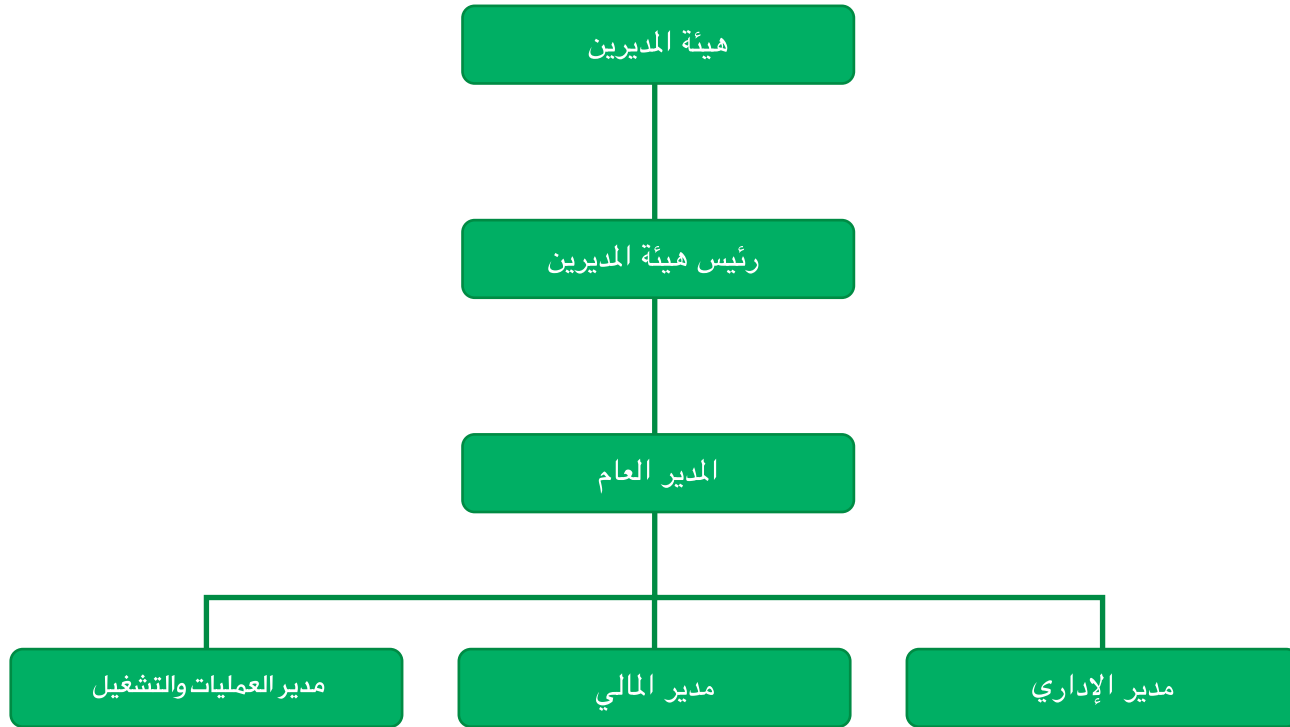 هيئة المديرين
رئيس هيئة المديرين
المدير العام
مدير الإداري
مدير المالي
مدير العمليات والتشغيل